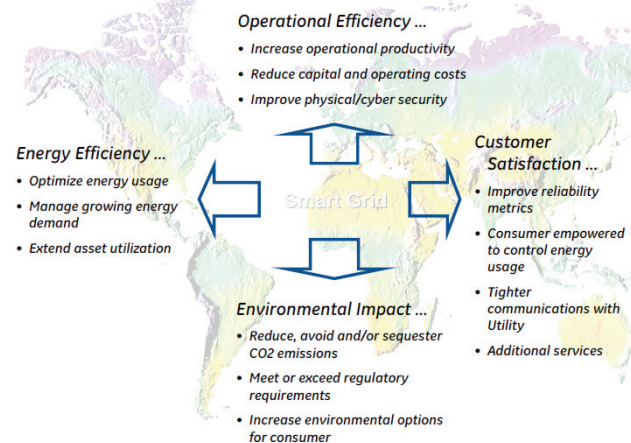 Operational Efficiency ...
• Increase operational productivity
• Reduce capital and operating costs
• Improve physical/cyber security
Energy Efficiency ...
• Optimize energy usage
• Manage growing energy
demand
• Extend asset utilization
Smart Grid
Customer
Satisfaction ...
• Improve reliability
metrics
• Consumer empowered
to control energy
usage
• Tighter
communications with
Utility
• Additional services
Environmental Impact ...
• Reduce, avoid and/or sequester
CO2 emissions
• Meet or exceed regulatory
requirements
• Increase environmental options
for consumer